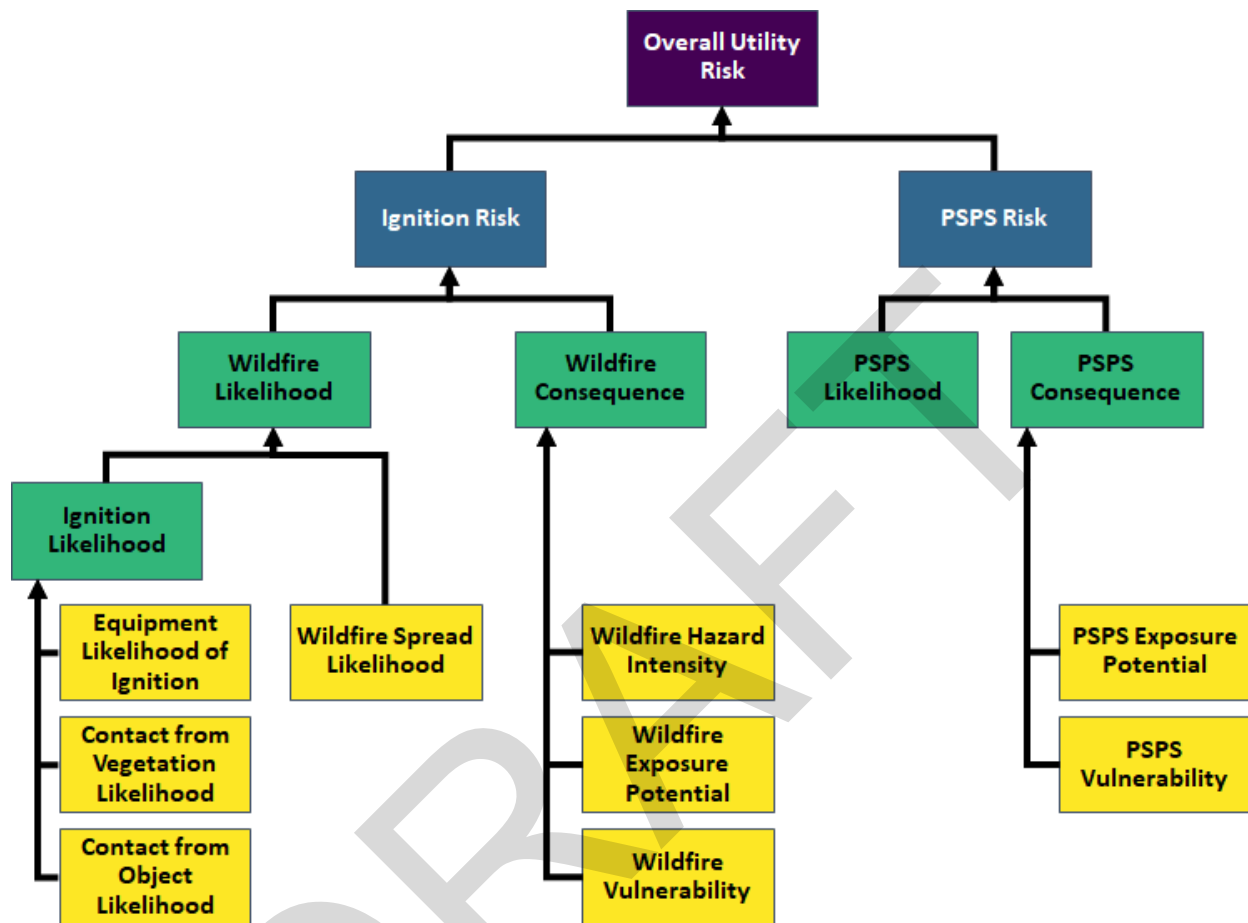 Overall Utility
Risk
Ignition Risk
PSPS Risk
Wildfire
Likelihood
Wildfire
Consequence
PSPS
Likelihood
PSPS
Consequence
Ignition
Likelihood
Equipment
Likelihood of
Ignition
Wildfire Spread
Likelihood
Wildfire Hazard
Intensity
PSPS Exposure
Potential
Contact from
Vegetation
Likelihood
Wildfire
Exposure
Potential
PSPS
Vulnerability
Contact from
Object
Likelihood
Wildfire
Vulnerability
DRAFT